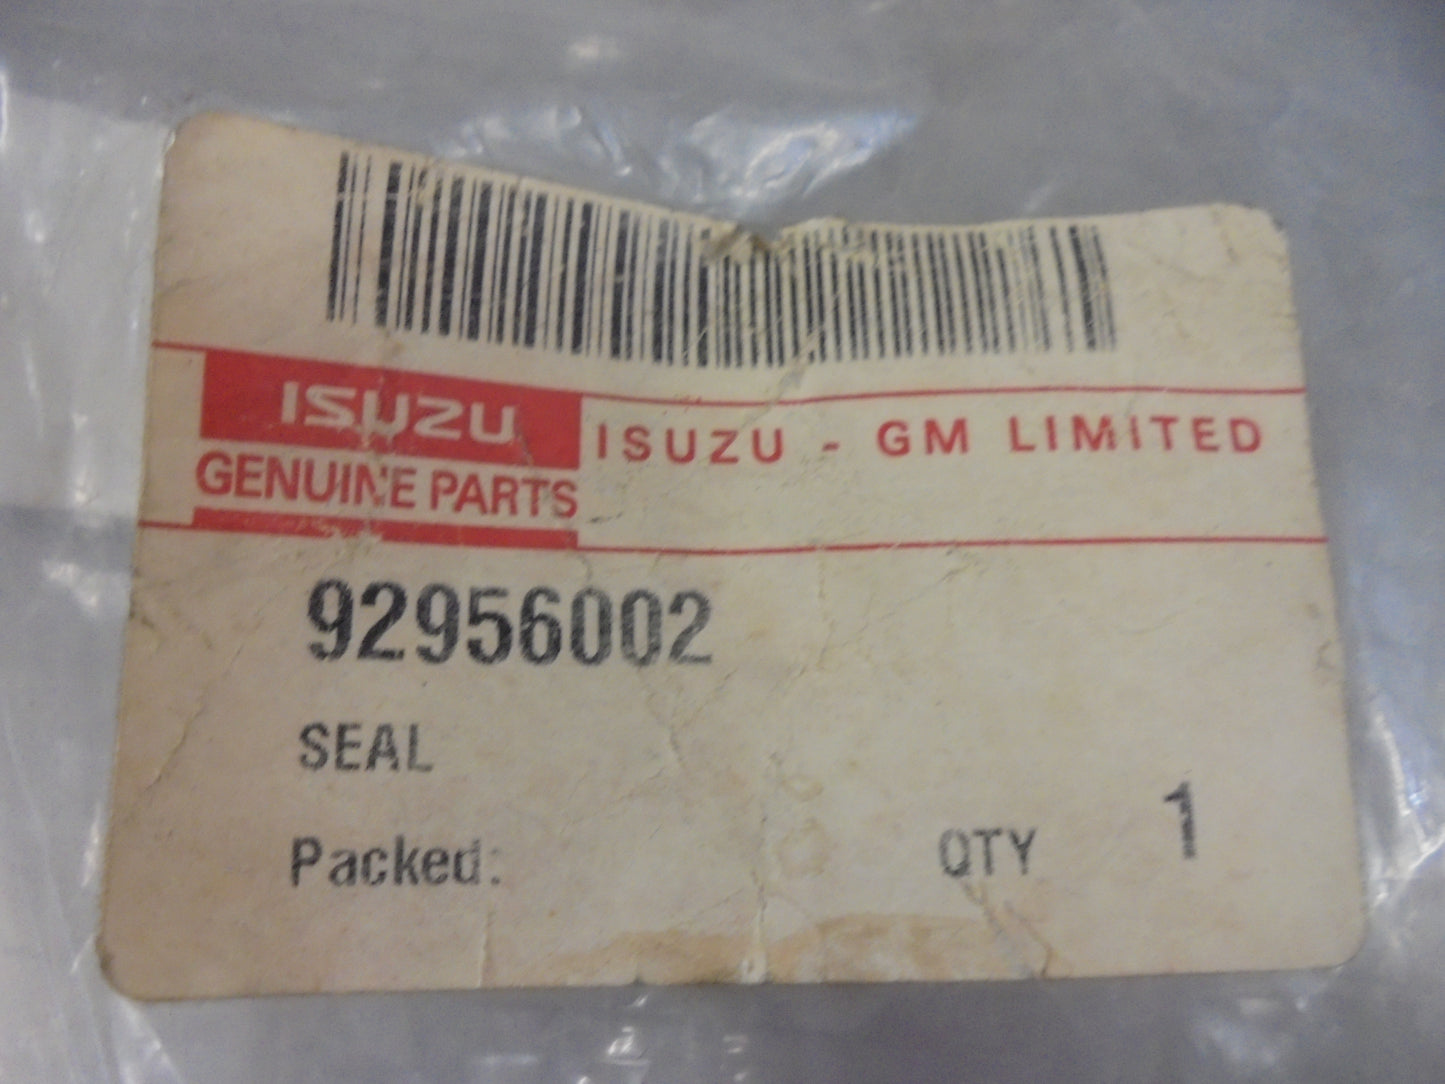 ISUZU
GENUINE PARTS
ISUZU - GM LIMITED
92956002
SEAL
Packed:
QTY 1